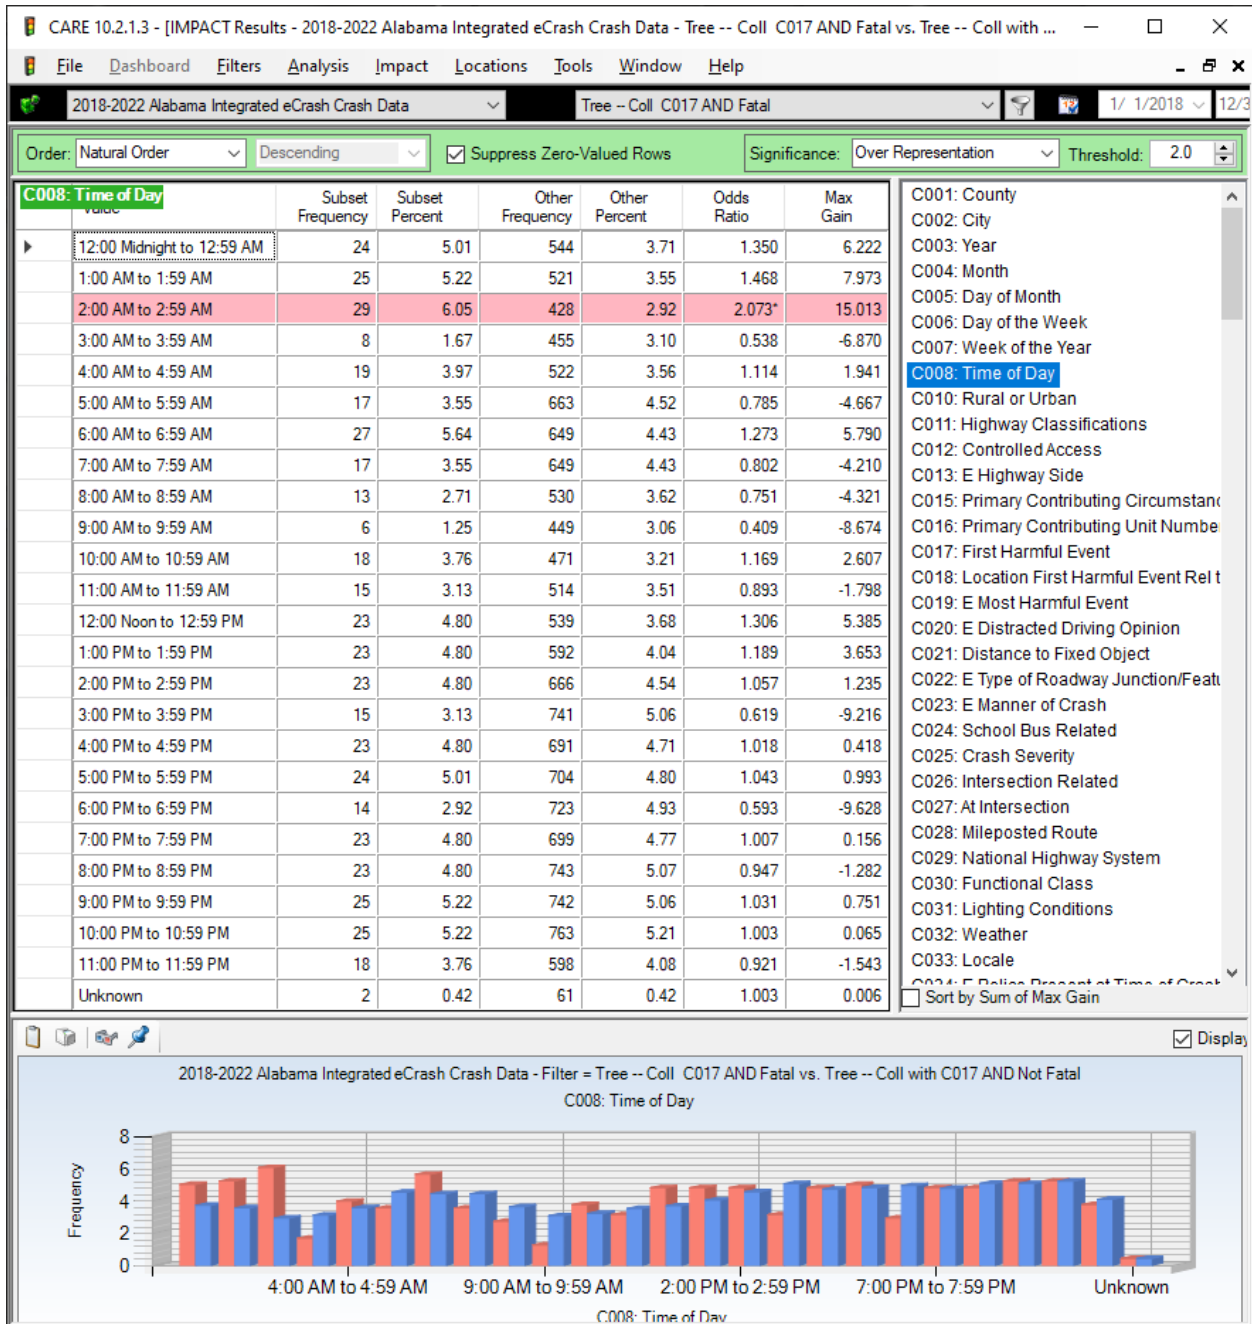 CARE 10.2.1.3 - [IMPACT Results - 2018-2022 Alabama Integrated eCrash Crash Data - Tree -- Coll C017 AND Fatal vs. Tree -- Coll with ...
File Dashboard Filters Analysis Impact Locations Tools Window Help
2018-2022 Alabama Integrated eCrash Crash Data Tree -- Coll C017 AND Fatal 1/ 1/2018 12/3
Order: Natural Order Descending Suppress Zero-Valued Rows Significance: Over Representation Threshold: 2.0
C008: Time of Day Subset Frequency Subset Percent Other Frequency Other Percent Odds Ratio Max Gain
12:00 Midnight to 12:59 AM 24 5.01 544 3.71 1.350 6.222
1:00 AM to 1:59 AM 25 5.22 521 3.55 1.468 7.973
2:00 AM to 2:59 AM 29 6.05 428 2.92 2.073* 15.013
3:00 AM to 3:59 AM 8 1.67 455 3.10 0.538 -6.870
4:00 AM to 4:59 AM 19 3.97 522 3.56 1.114 1.941
5:00 AM to 5:59 AM 17 3.55 663 4.52 0.785 -4.667
6:00 AM to 6:59 AM 27 5.64 649 4.43 1.273 5.790
7:00 AM to 7:59 AM 17 3.55 649 4.43 0.802 -4.210
8:00 AM to 8:59 AM 13 2.71 530 3.62 0.751 -4.321
9:00 AM to 9:59 AM 6 1.25 449 3.06 0.409 -8.674
10:00 AM to 10:59 AM 18 3.76 471 3.21 1.169 2.607
11:00 AM to 11:59 AM 15 3.13 514 3.51 0.893 -1.798
12:00 Noon to 12:59 PM 23 4.80 539 3.68 1.306 5.385
1:00 PM to 1:59 PM 23 4.80 592 4.04 1.189 3.653
2:00 PM to 2:59 PM 23 4.80 666 4.54 1.057 1.235
3:00 PM to 3:59 PM 15 3.13 741 5.06 0.619 -9.216
4:00 PM to 4:59 PM 23 4.80 691 4.71 1.018 0.418
5:00 PM to 5:59 PM 24 5.01 704 4.80 1.043 0.993
6:00 PM to 6:59 PM 14 2.92 723 4.93 0.593 -9.628
7:00 PM to 7:59 PM 23 4.80 699 4.77 1.007 0.156
8:00 PM to 8:59 PM 23 4.80 743 5.07 0.947 -1.282
9:00 PM to 9:59 PM 25 5.22 742 5.06 1.031 0.751
10:00 PM to 10:59 PM 25 5.22 763 5.21 1.003 0.065
11:00 PM to 11:59 PM 18 3.76 598 4.08 0.921 -1.543
Unknown 2 0.42 61 0.42 1.003 0.006
C001: County
C002: City
C003: Year
C004: Month
C005: Day of Month
C006: Day of the Week
C007: Week of the Year
C008: Time of Day
C010: Rural or Urban
C011: Highway Classifications
C012: Controlled Access
C013: E Highway Side
C015: Primary Contributing Circumstanc
C016: Primary Contributing Unit Numbe
C017: First Harmful Event
C018: Location First Harmful Event Rel t
C019: E Most Harmful Event
C020: E Distracted Driving Opinion
C021: Distance to Fixed Object
C022: E Type of Roadway Junction/Featu
C023: E Manner of Crash
C024: School Bus Related
C025: Crash Severity
C026: Intersection Related
C027: At Intersection
C028: Mileposted Route
C029: National Highway System
C030: Functional Class
C031: Lighting Conditions
C032: Weather
C033: Locale
C034: E Police Present at Time of Crash
Sort by Sum of Max Gain
Display
2018-2022 Alabama Integrated eCrash Crash Data - Filter = Tree -- Coll C017 AND Fatal vs. Tree -- Coll with C017 AND Not Fatal
C008: Time of Day
Frequency
8
6
4
2
0
4:00 AM to 4:59 AM 9:00 AM to 9:59 AM 2:00 PM to 2:59 PM 7:00 PM to 7:59 PM Unknown
C008: Time of Day